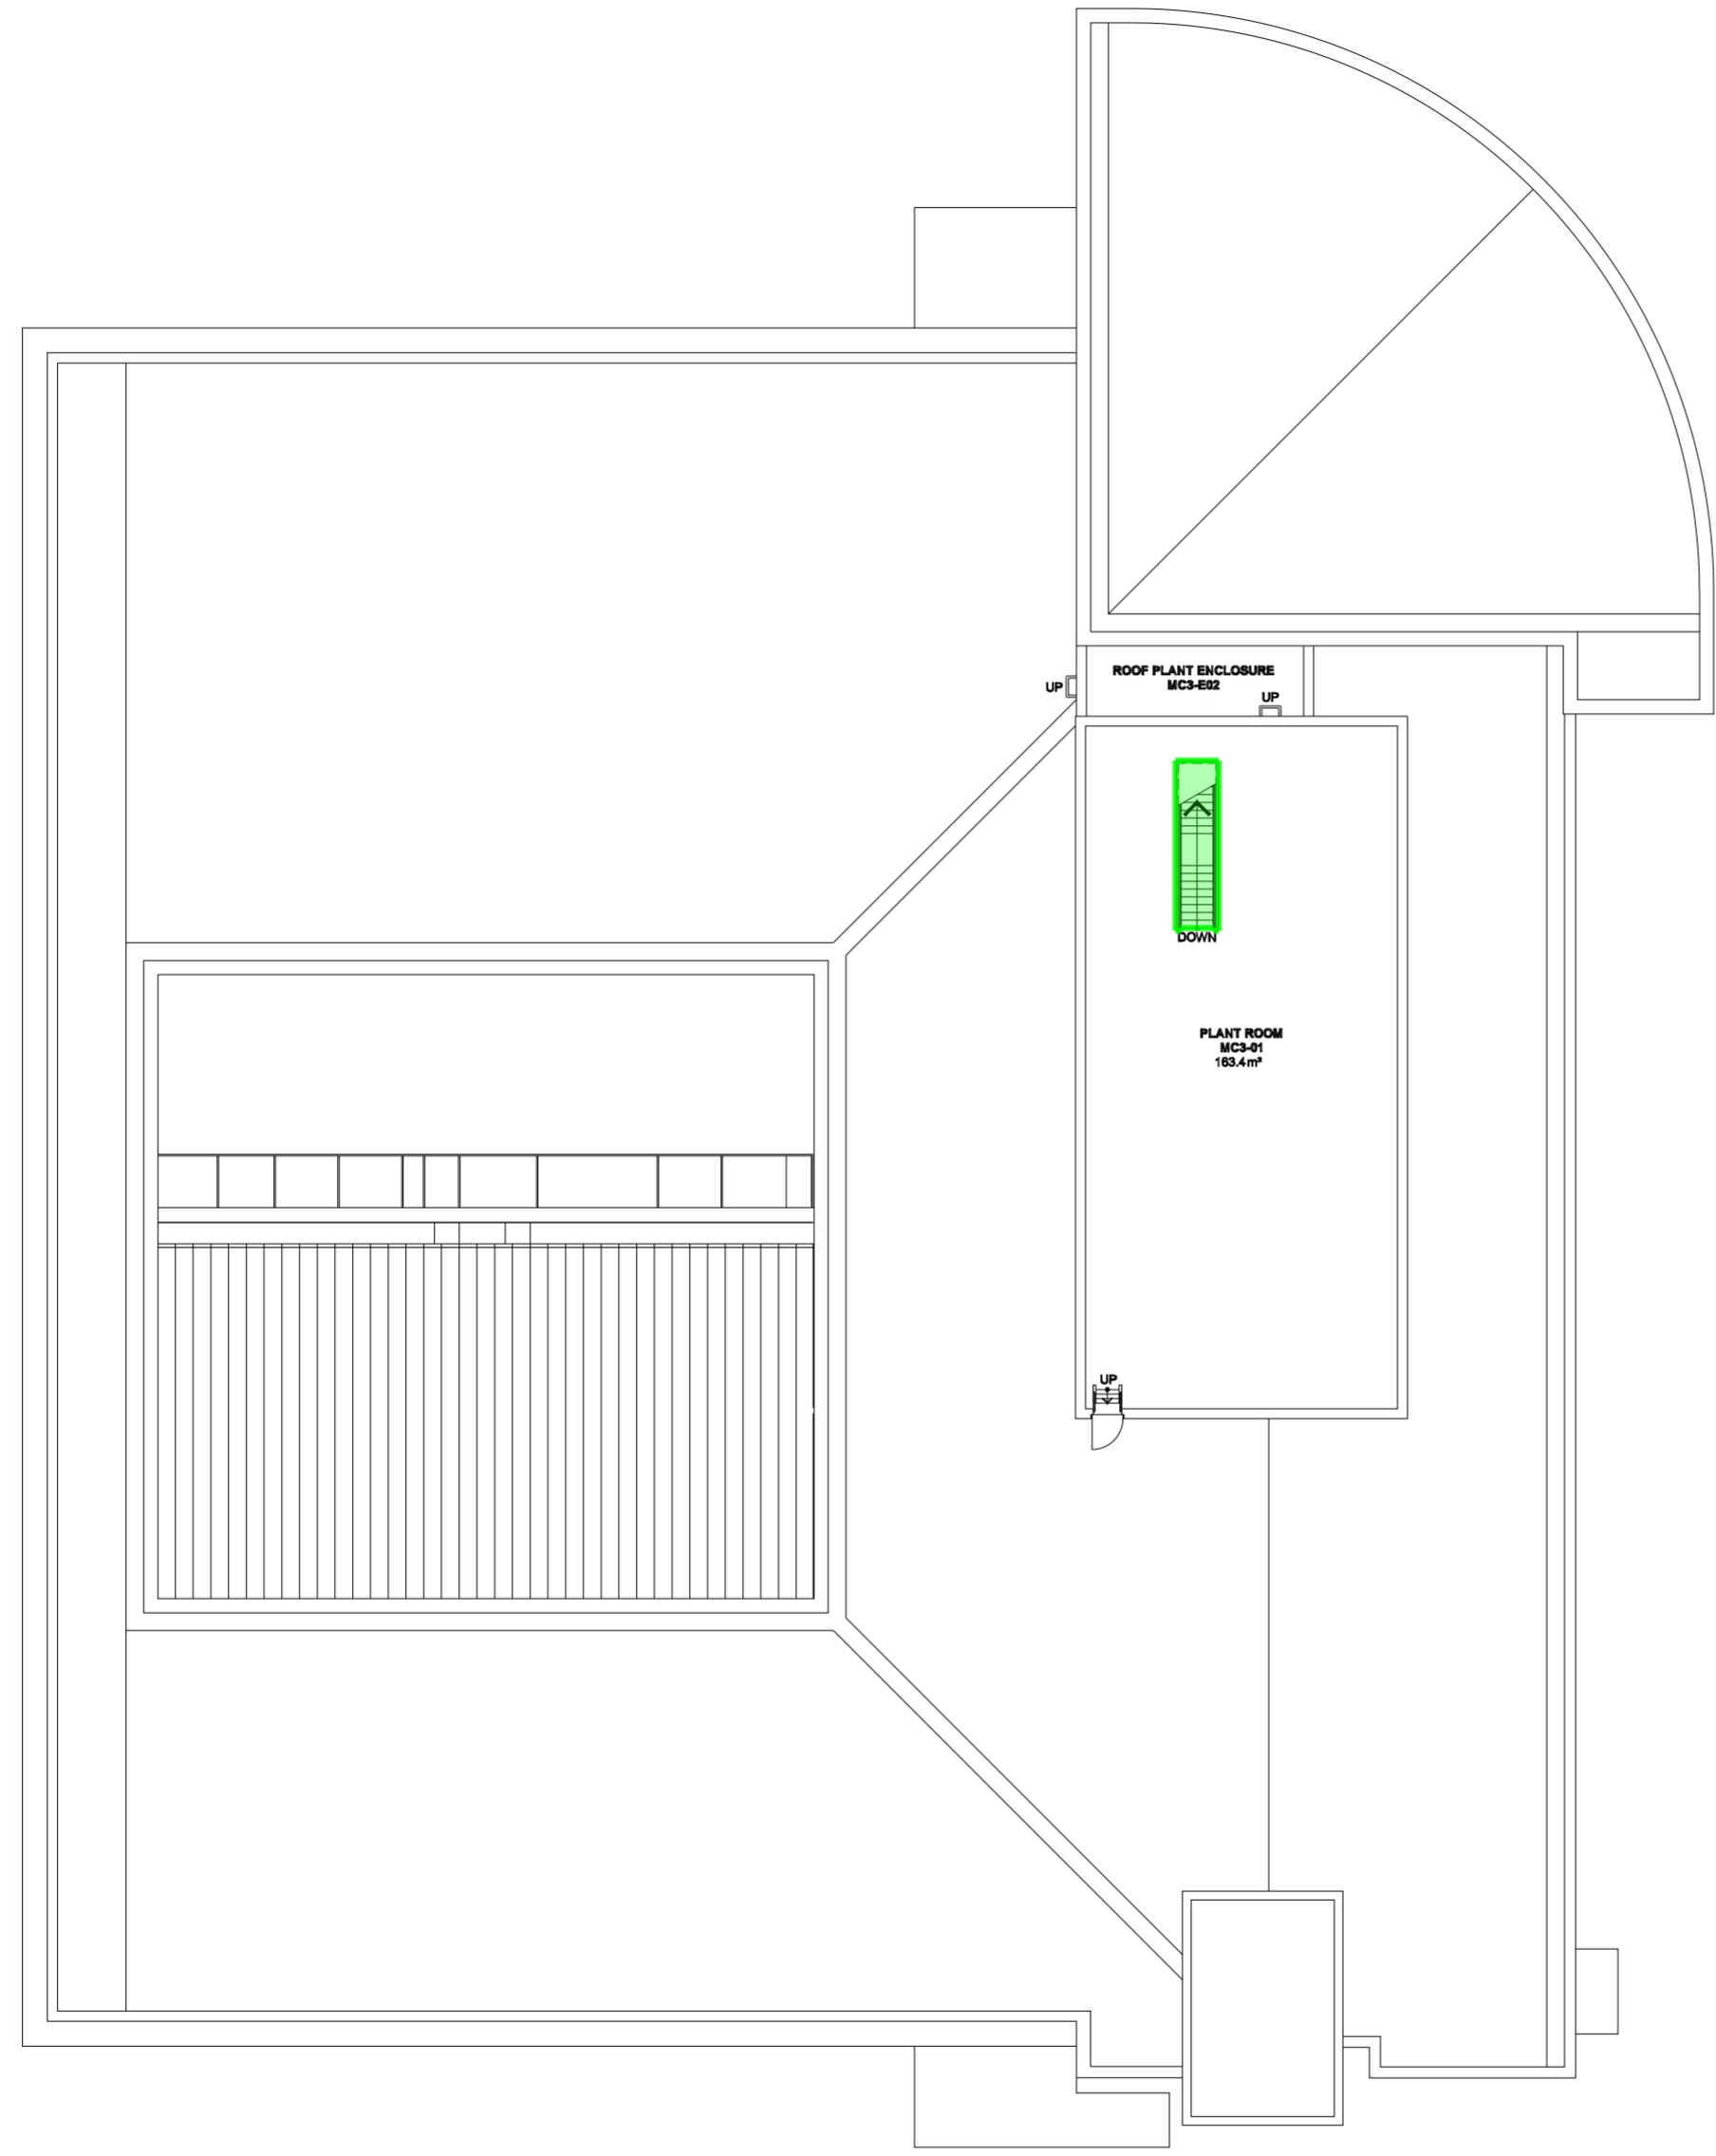 ROOF PLANT ENCLOSURE
MC3-E02
UP
UP
DOWN
PLANT ROOM
MC3-01
163.4m²
UP